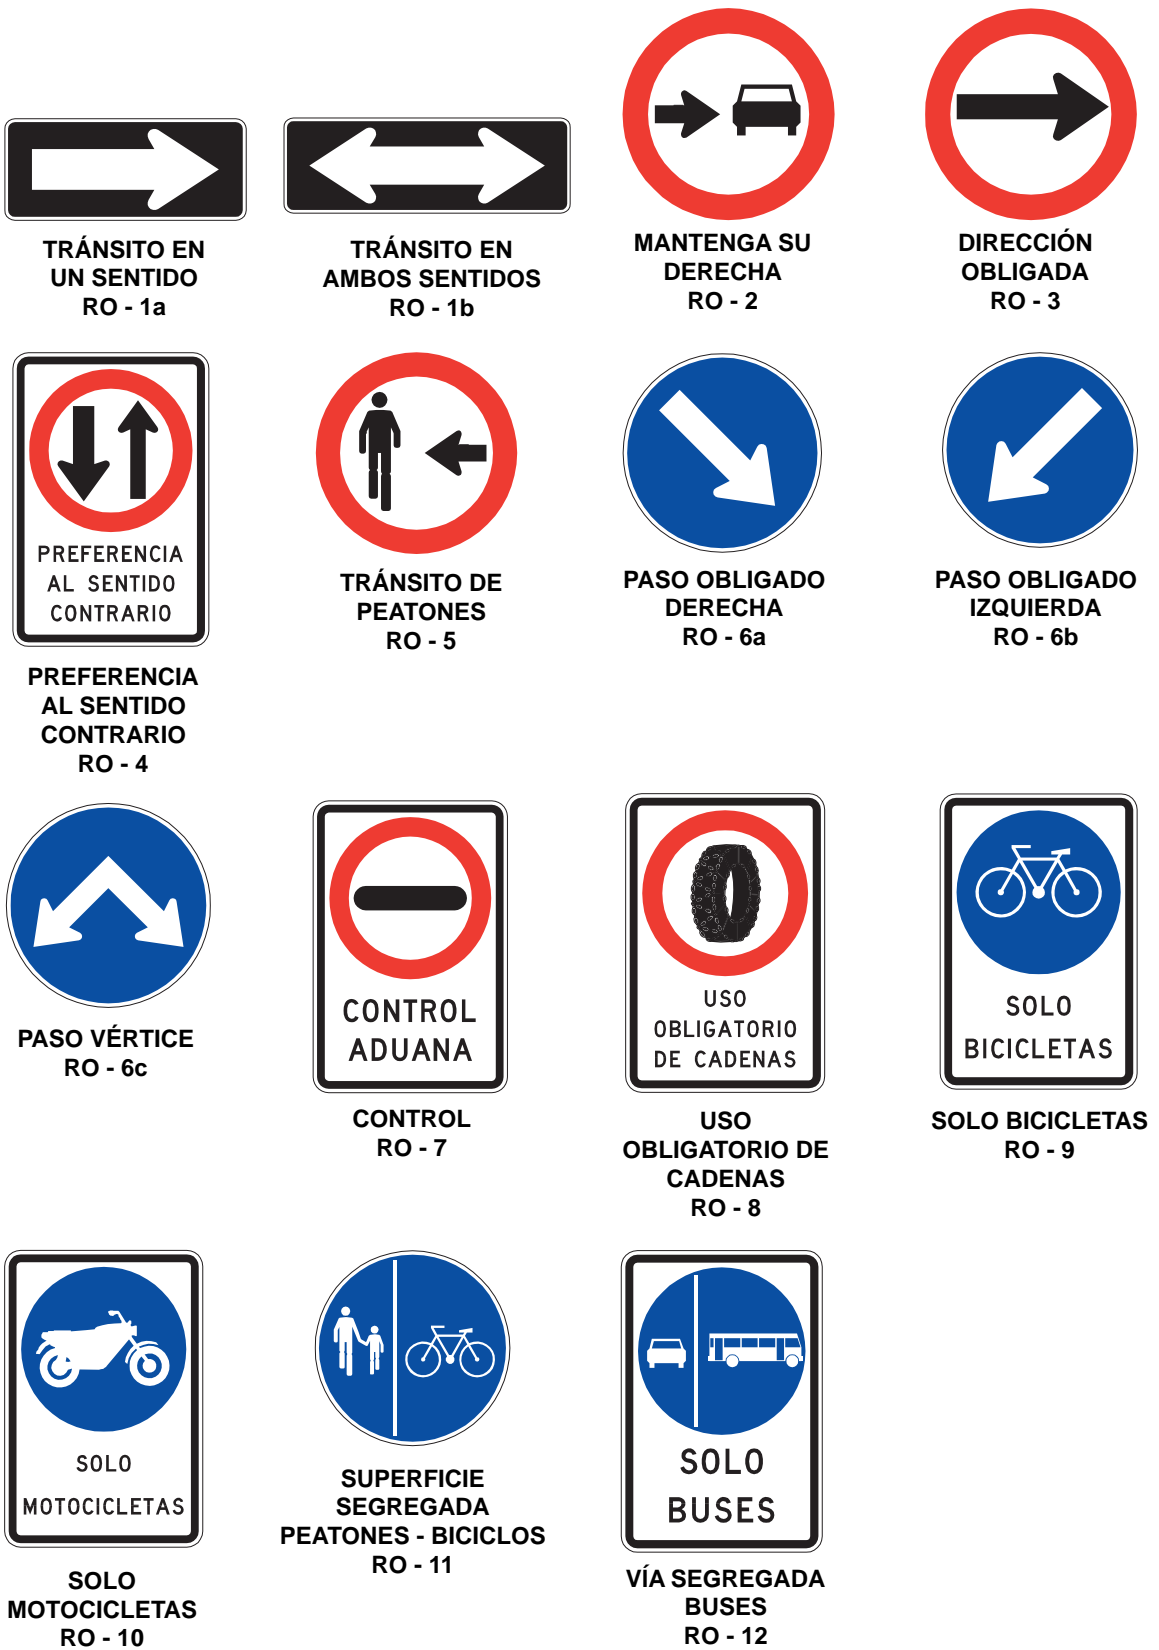 TRÁNSITO EN
UN SENTIDO
RO - 1a
TRÁNSITO EN
AMBOS SENTIDOS
RO - 1b
MANTENGA SU
DERECHA
RO - 2
DIRECCIÓN
OBLIGADA
RO - 3
PREFERENCIA
AL SENTIDO
CONTRARIO
PREFERENCIA
AL SENTIDO
CONTRARIO
RO - 4
TRÁNSITO DE
PEATONES
RO - 5
PASO OBLIGADO
DERECHA
RO - 6a
PASO OBLIGADO
IZQUIERDA
RO - 6b
PASO VÉRTICE
RO - 6c
CONTROL
ADUANA
CONTROL
RO - 7
USO
OBLIGATORIO
DE CADENAS
USO
OBLIGATORIO DE
CADENAS
RO - 8
SOLO
BICICLETAS
SOLO BICICLETAS
RO - 9
SOLO
MOTOCICLETAS
SOLO
MOTOCICLETAS
RO - 10
SUPERFICIE
SEGREGADA
PEATONES - BICICLOS
RO - 11
SOLO
BUSES
VÍA SEGREGADA
BUSES
RO - 12